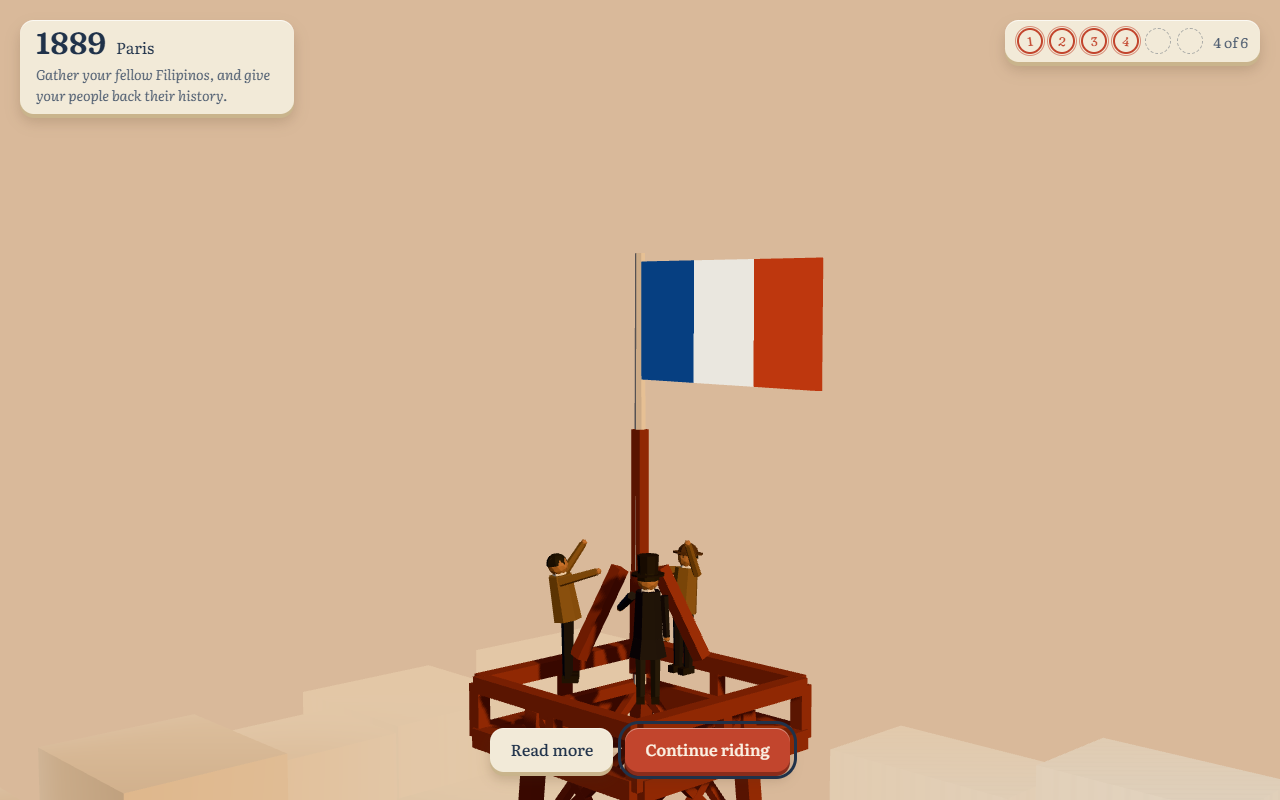 1889 Paris
Gather your fellow Filipinos, and give
your people back their history.
1 2 3 4 4 of 6
Read more
Continue riding